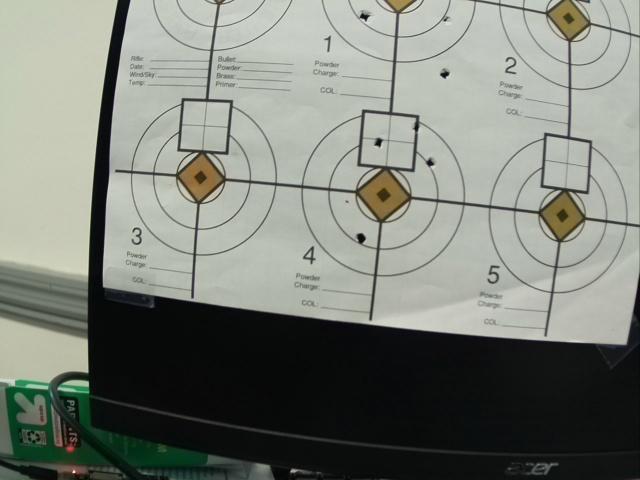 Rifle:
Date:
Wind/Sky:
Temp:
Bullet:
Powder:
Brass:
Primer:
1
Powder
Charge:
COL:
2
Powder
Charge:
COL:
3
Powder
Charge:
COL:
4
Powder
Charge:
COL:
5
Powder
Charge:
COL:
acer